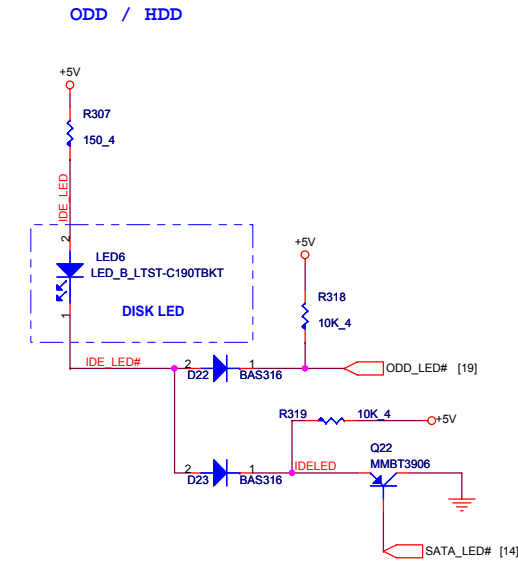 ODD / HDD
+5V
R307
150_4
IDE_LED
2
LED6
LED_B_LTST-C190TBKT
DISK LED
1
+5V
R318
10K_4
IDE_LED#
2
D22
1
BAS316
ODD_LED# [19]
R319
10K_4
+5V
2
D23
1
BAS316
IDELED
Q22
MMBT3906
SATA_LED# [14]